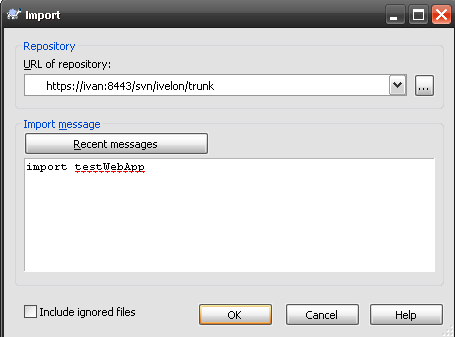 Import
Repository
URL of repository:
https://ivan:8443/svn/ivelon/trunk
...
Import message
Recent messages
import testWebApp
Include ignored files
OK
Cancel
Help